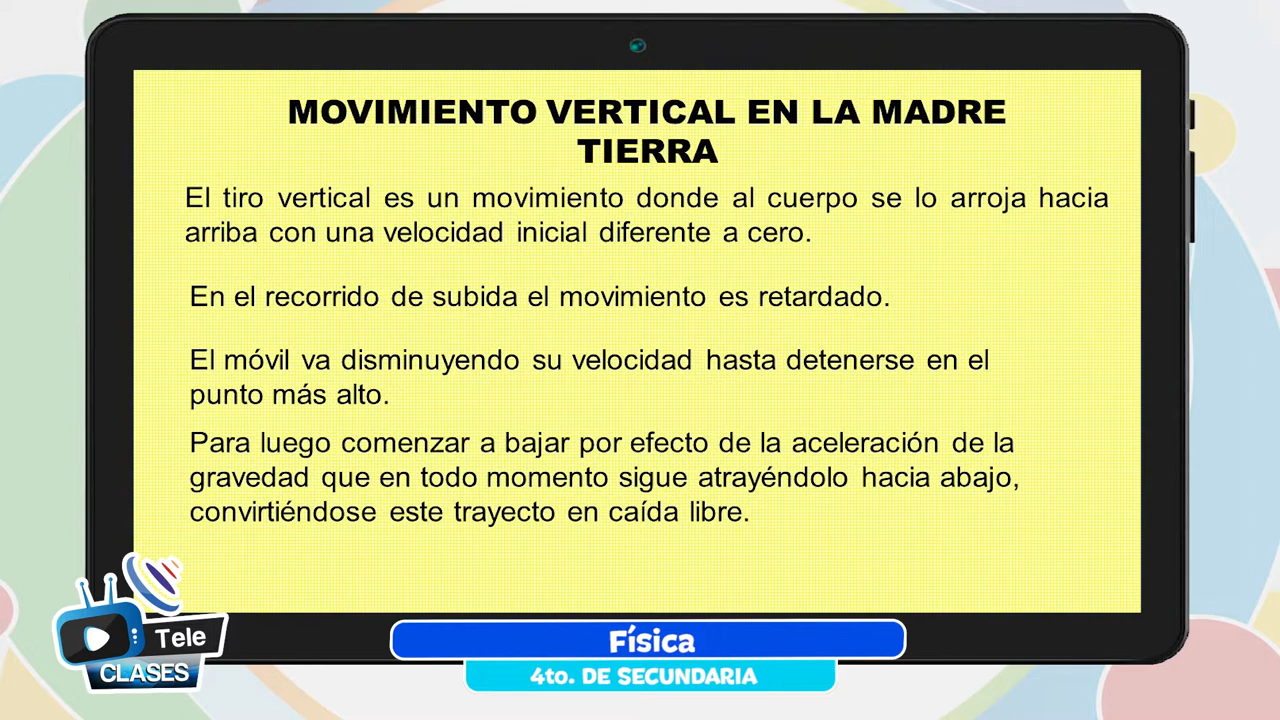 MOVIMIENTO VERTICAL EN LA MADRE
TIERRA
El tiro vertical es un movimiento donde al cuerpo se lo arroja hacia
arriba con una velocidad inicial diferente a cero.
En el recorrido de subida el movimiento es retardado.
El móvil va disminuyendo su velocidad hasta detenerse en el
punto más alto.
Para luego comenzar a bajar por efecto de la aceleración de la
gravedad que en todo momento sigue atrayéndolo hacia abajo,
convirtiéndose este trayecto en caída libre.
Tele
CLASES
Física
4to. DE SECUNDARIA